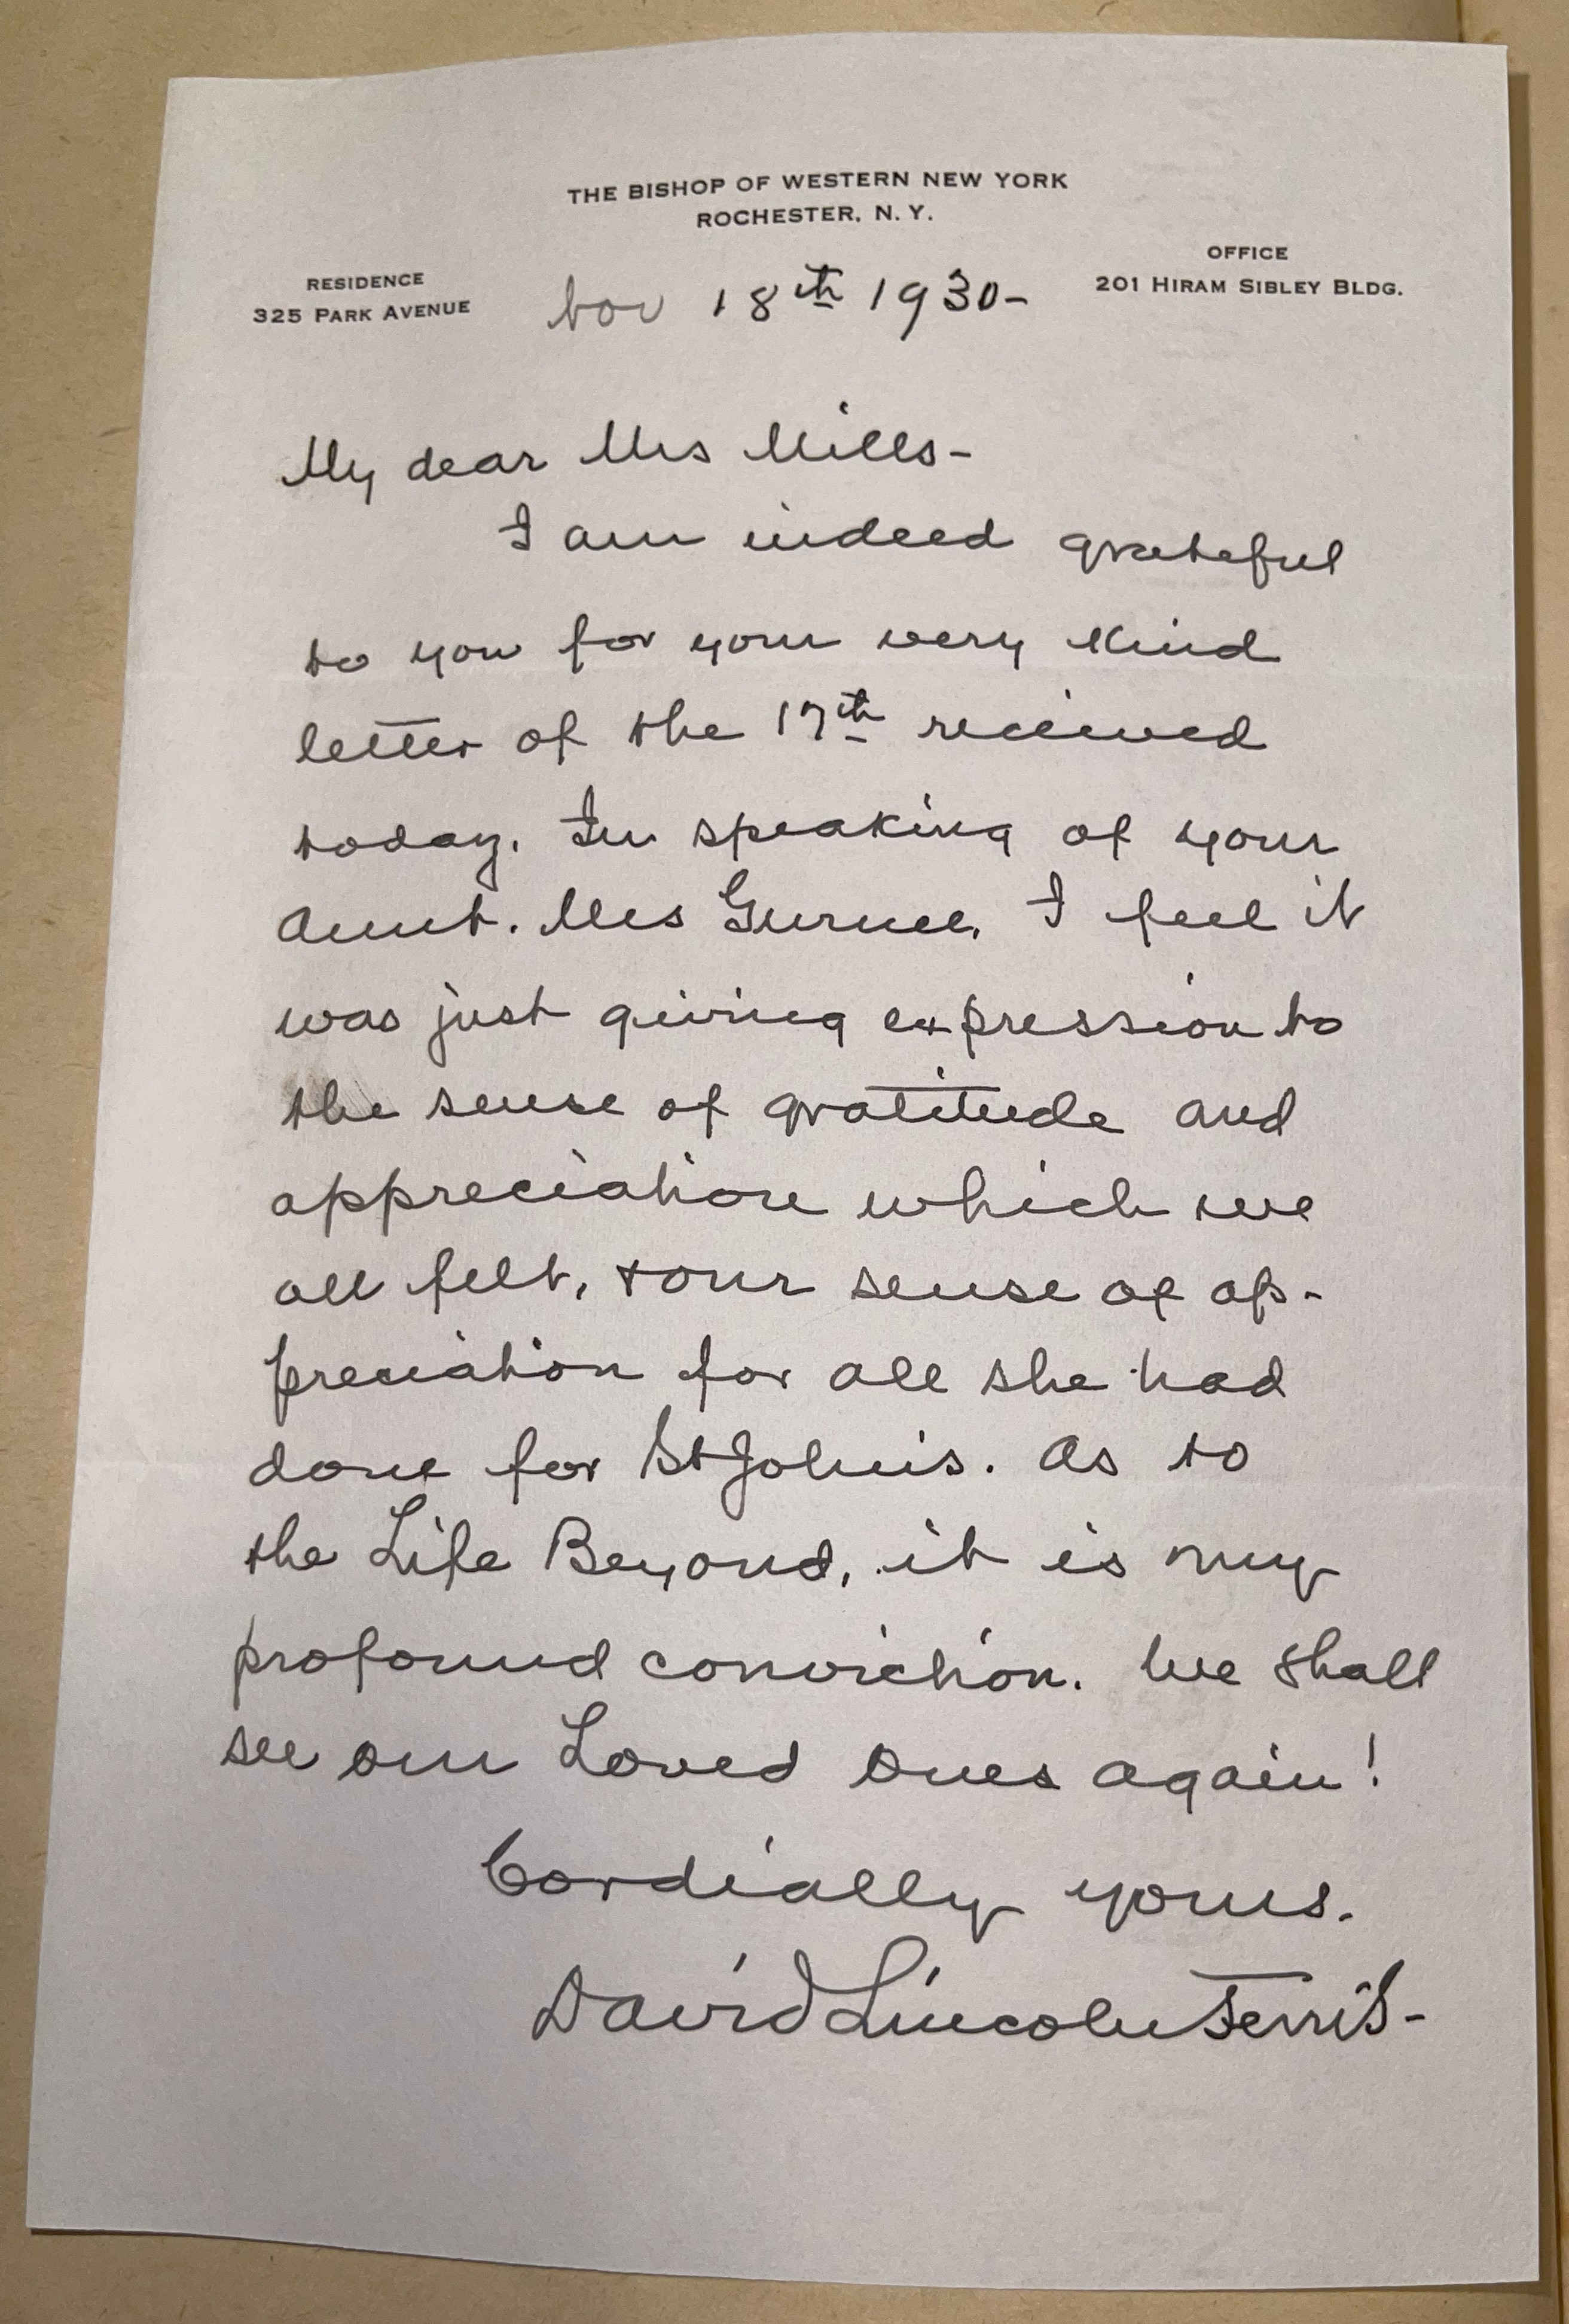 THE BISHOP OF WESTERN NEW YORK
ROCHESTER, N. Y.
RESIDENCE
325 PARK AVENUE
OFFICE
201 HIRAM SIBLEY BLDG.
Nov 18th 1930-
My dear Mrs Mills-
I am indeed grateful
to you for your very kind
letter of the 17th received
today. In speaking of your
Aunt. Mrs Gurnee, I feel it
was just giving expression to
the sense of gratitude and
appreciation which we
all felt, + our sense of ap-
preciation for all she had
done for St John's. As to
the Life Beyond, it is my
profound conviction. We shall
see our Loved Ones again!
Cordially yours.
David Lincoln Ferris-